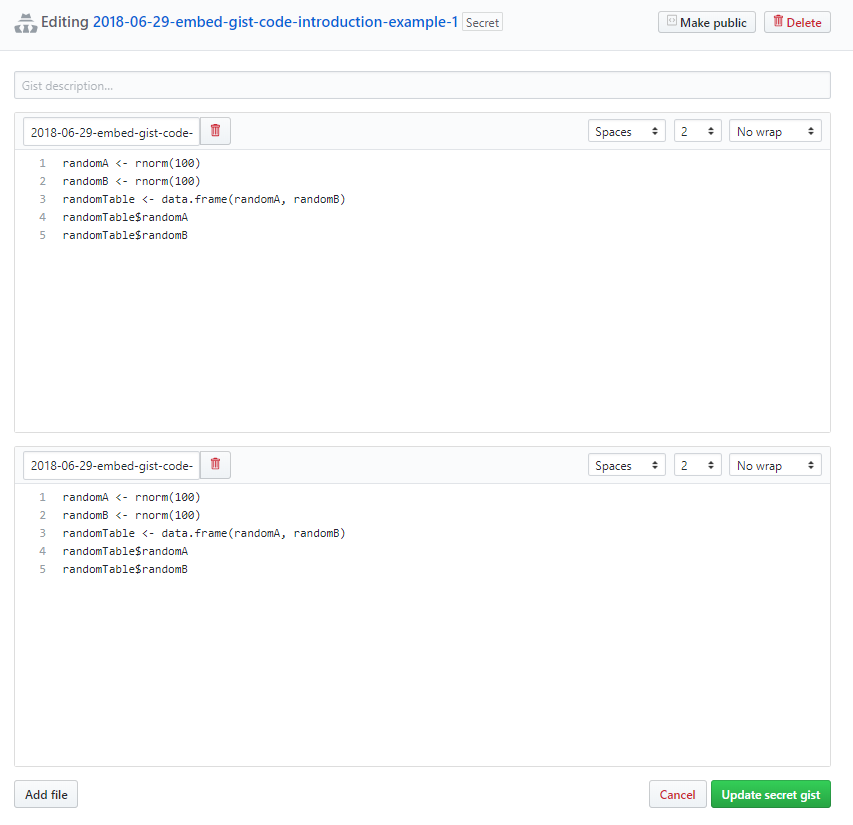 Editing 2018-06-29-embed-gist-code-introduction-example-1 Secret Make public Delete
Gist description...
2018-06-29-embed-gist-code- Spaces 2 No wrap
1 randomA <- rnorm(100)
2 randomB <- rnorm(100)
3 randomTable <- data.frame(randomA, randomB)
4 randomTable$randomA
5 randomTable$randomB
2018-06-29-embed-gist-code- Spaces 2 No wrap
1 randomA <- rnorm(100)
2 randomB <- rnorm(100)
3 randomTable <- data.frame(randomA, randomB)
4 randomTable$randomA
5 randomTable$randomB
Add file Cancel Update secret gist